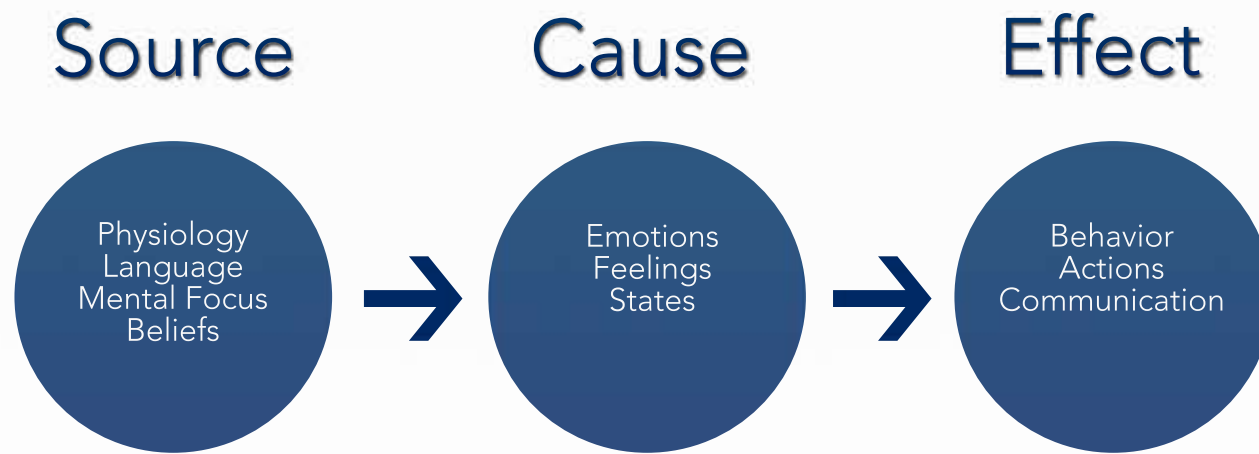 Source
Cause
Effect
Physiology
Language
Mental Focus
Beliefs
Emotions
Feelings
States
Behavior
Actions
Communication